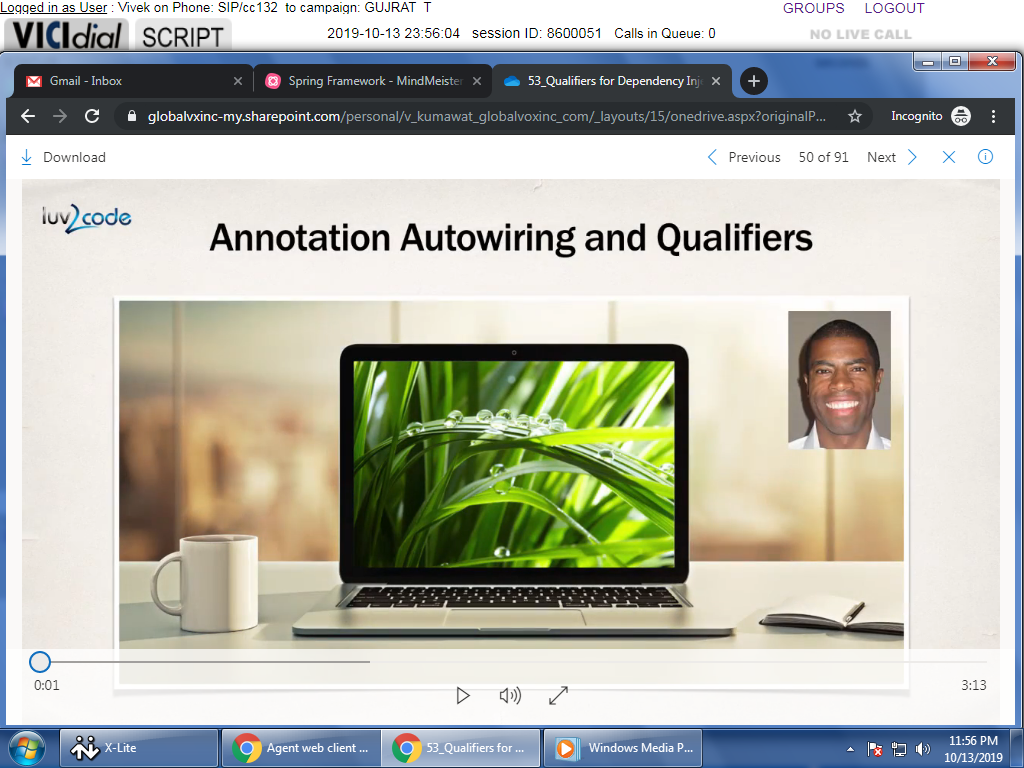 Logged in as User : Vivek on Phone: SIP/cc132 to campaign: GUJRAT T
GROUPS LOGOUT
VICIdial SCRIPT
2019-10-13 23:56:04 session ID: 8600051 Calls in Queue: 0
NO LIVE CALL
Gmail - Inbox
Spring Framework - MindMeister
53_Qualifiers for Dependency Inj
globalvxinc-my.sharepoint.com/personal/v_kumawat_globalvoxinc_com/_layouts/15/onedrive.aspx?originalP...
Incognito
Download
Previous 50 of 91 Next
luv2code
Annotation Autowiring and Qualifiers
0:01
3:13
X-Lite
Agent web client ...
53_Qualifiers for ...
Windows Media P...
11:56 PM
10/13/2019